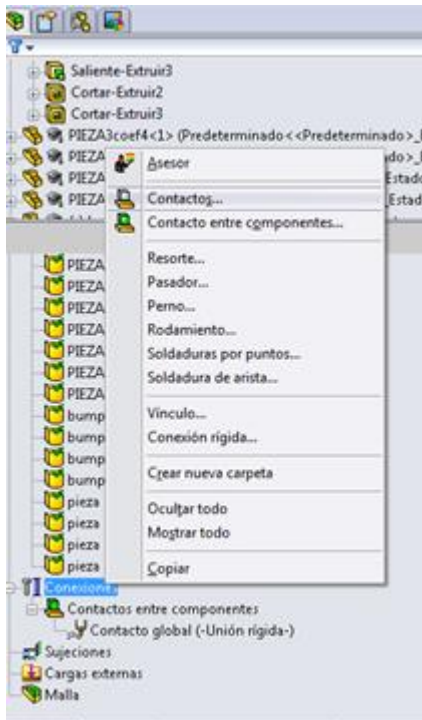 Saliente-Extruir3
Cortar-Extruir2
Cortar-Extruir3
PIEZA3coef4<1> (Predeterminado<<Predeterminado>_
PIEZA
do>_
PIEZA
Estado
PIEZA
Estad
Asesor
Contactos...
Contacto entre componentes...
Resorte...
Pasador...
Perno...
Rodamiento...
Soldaduras por puntos...
Soldadura de arista...
Vínculo...
Conexión rígida...
Crear nueva carpeta
Ocultar todo
Mostrar todo
Copiar
PIEZA
PIEZA
PIEZA
PIEZA
PIEZA
PIEZA
PIEZA
bump
bump
bump
bump
pieza
pieza
pieza
pieza
Conexiones
Contactos entre componentes
Contacto global (-Unión rígida-)
Sujeciones
Cargas externas
Malla